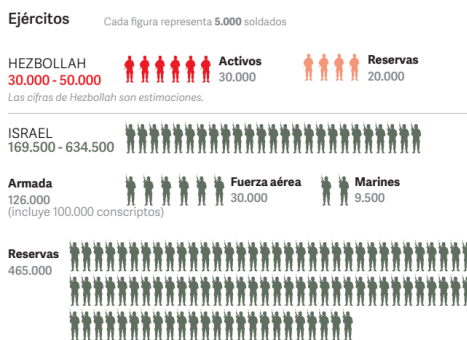 Ejércitos
Cada figura representa 5.000 soldados
HEZBOLLAH
30.000 - 50.000
Activos
30.000
Reservas
20.000
Las cifras de Hezbollah son estimaciones.
ISRAEL
169.500 - 634.500
Armada
126.000
(incluye 100.000 conscriptos)
Fuerza aérea
30.000
Marines
9.500
Reservas
465.000